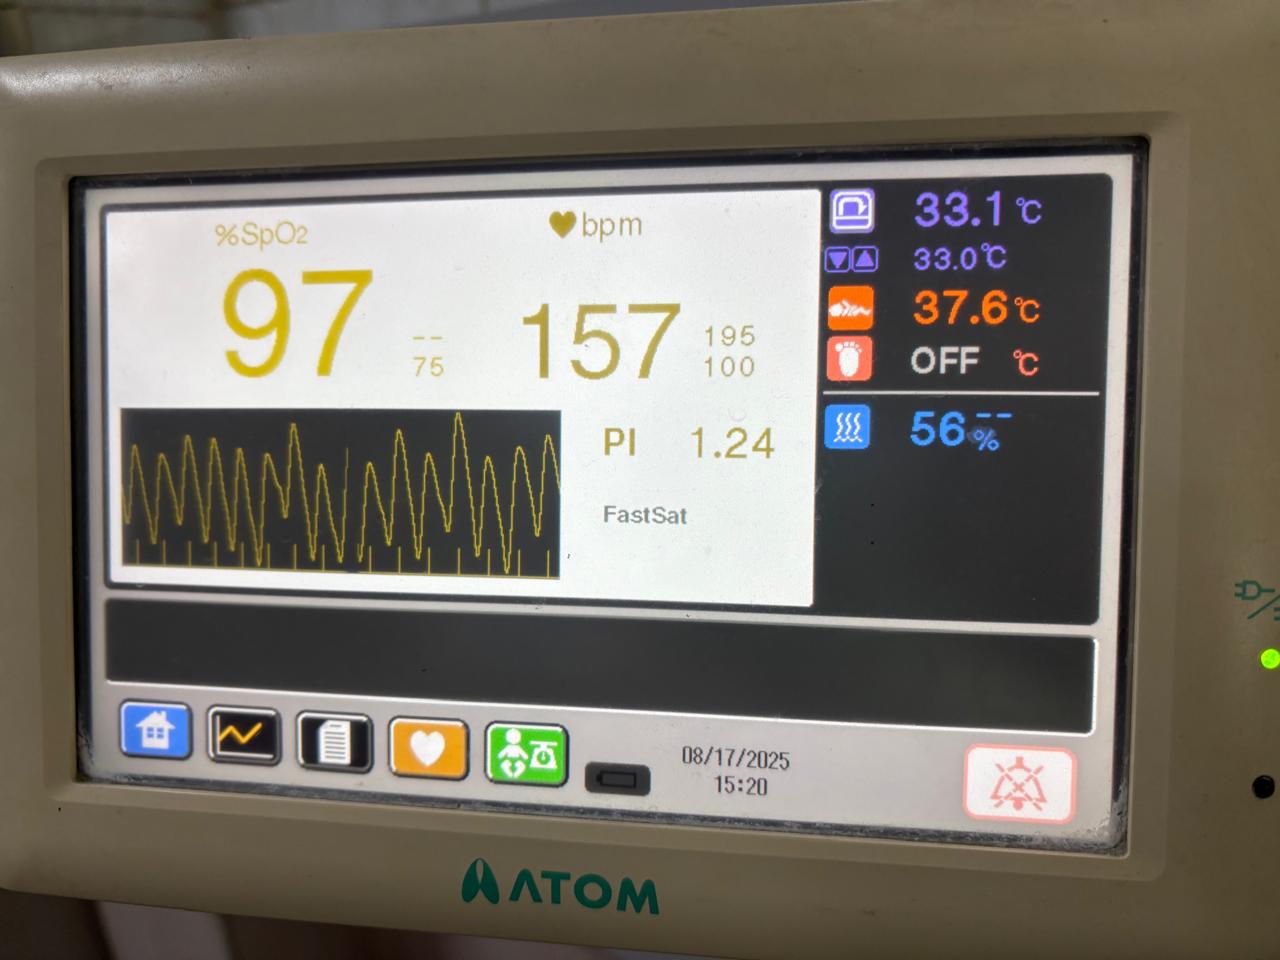 %SpO2
♥bpm
97
--
75
157
195
100
PI 1.24
FastSat
33.1 ℃
33.0℃
37.6 ℃
OFF ℃
56 --
%
08/17/2025
15:20
ATOM